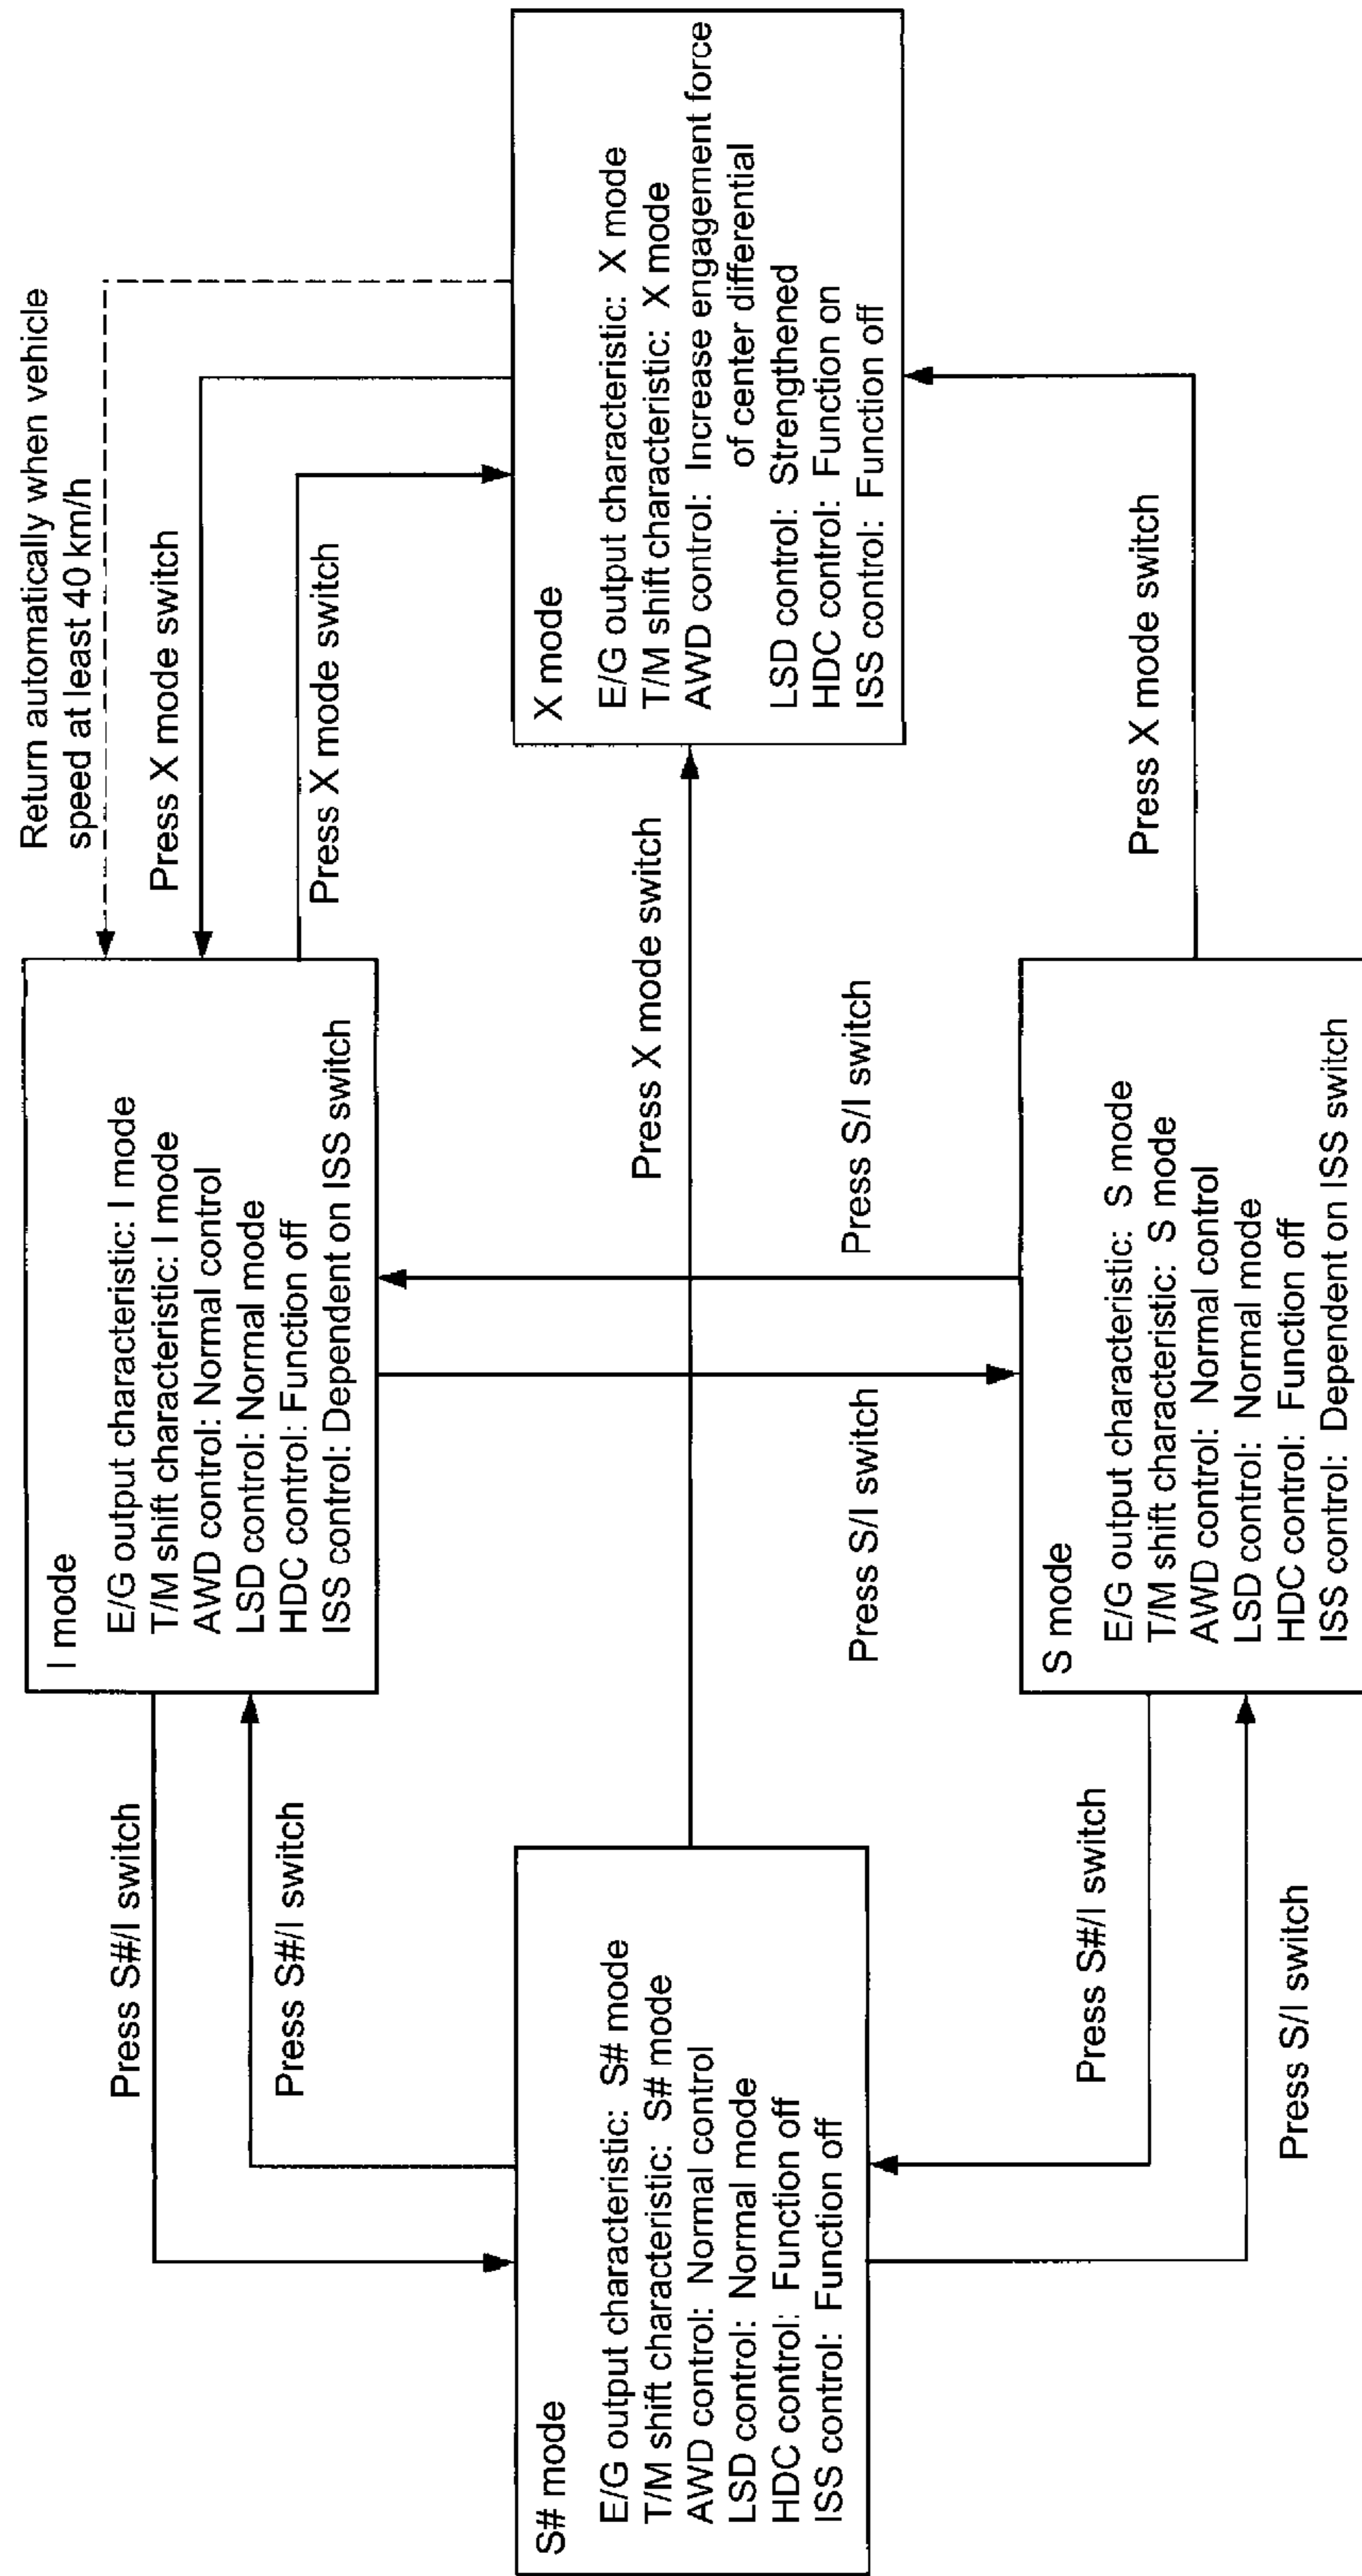 Return automatically when vehicle
speed at least 40 km/h
Press X mode switch
Press X mode switch
Press S#/I switch
Press S#/I switch
I mode
E/G output characteristic: I mode
T/M shift characteristic: I mode
AWD control: Normal control
LSD control: Normal mode
HDC control: Function off
ISS control: Dependent on ISS switch
S# mode
E/G output characteristic: S# mode
T/M shift characteristic: S# mode
AWD control: Normal control
LSD control: Normal mode
HDC control: Function off
ISS control: Function off
Press X mode switch
X mode
E/G output characteristic: X mode
T/M shift characteristic: X mode
AWD control: Increase engagement force
of center differential
LSD control: Strengthened
HDC control: Function on
ISS control: Function off
Press S/I switch
Press S/I switch
Press S#/I switch
Press S/I switch
S mode
E/G output characteristic: S mode
T/M shift characteristic: S mode
AWD control: Normal control
LSD control: Normal mode
HDC control: Function off
ISS control: Dependent on ISS switch
Press X mode switch